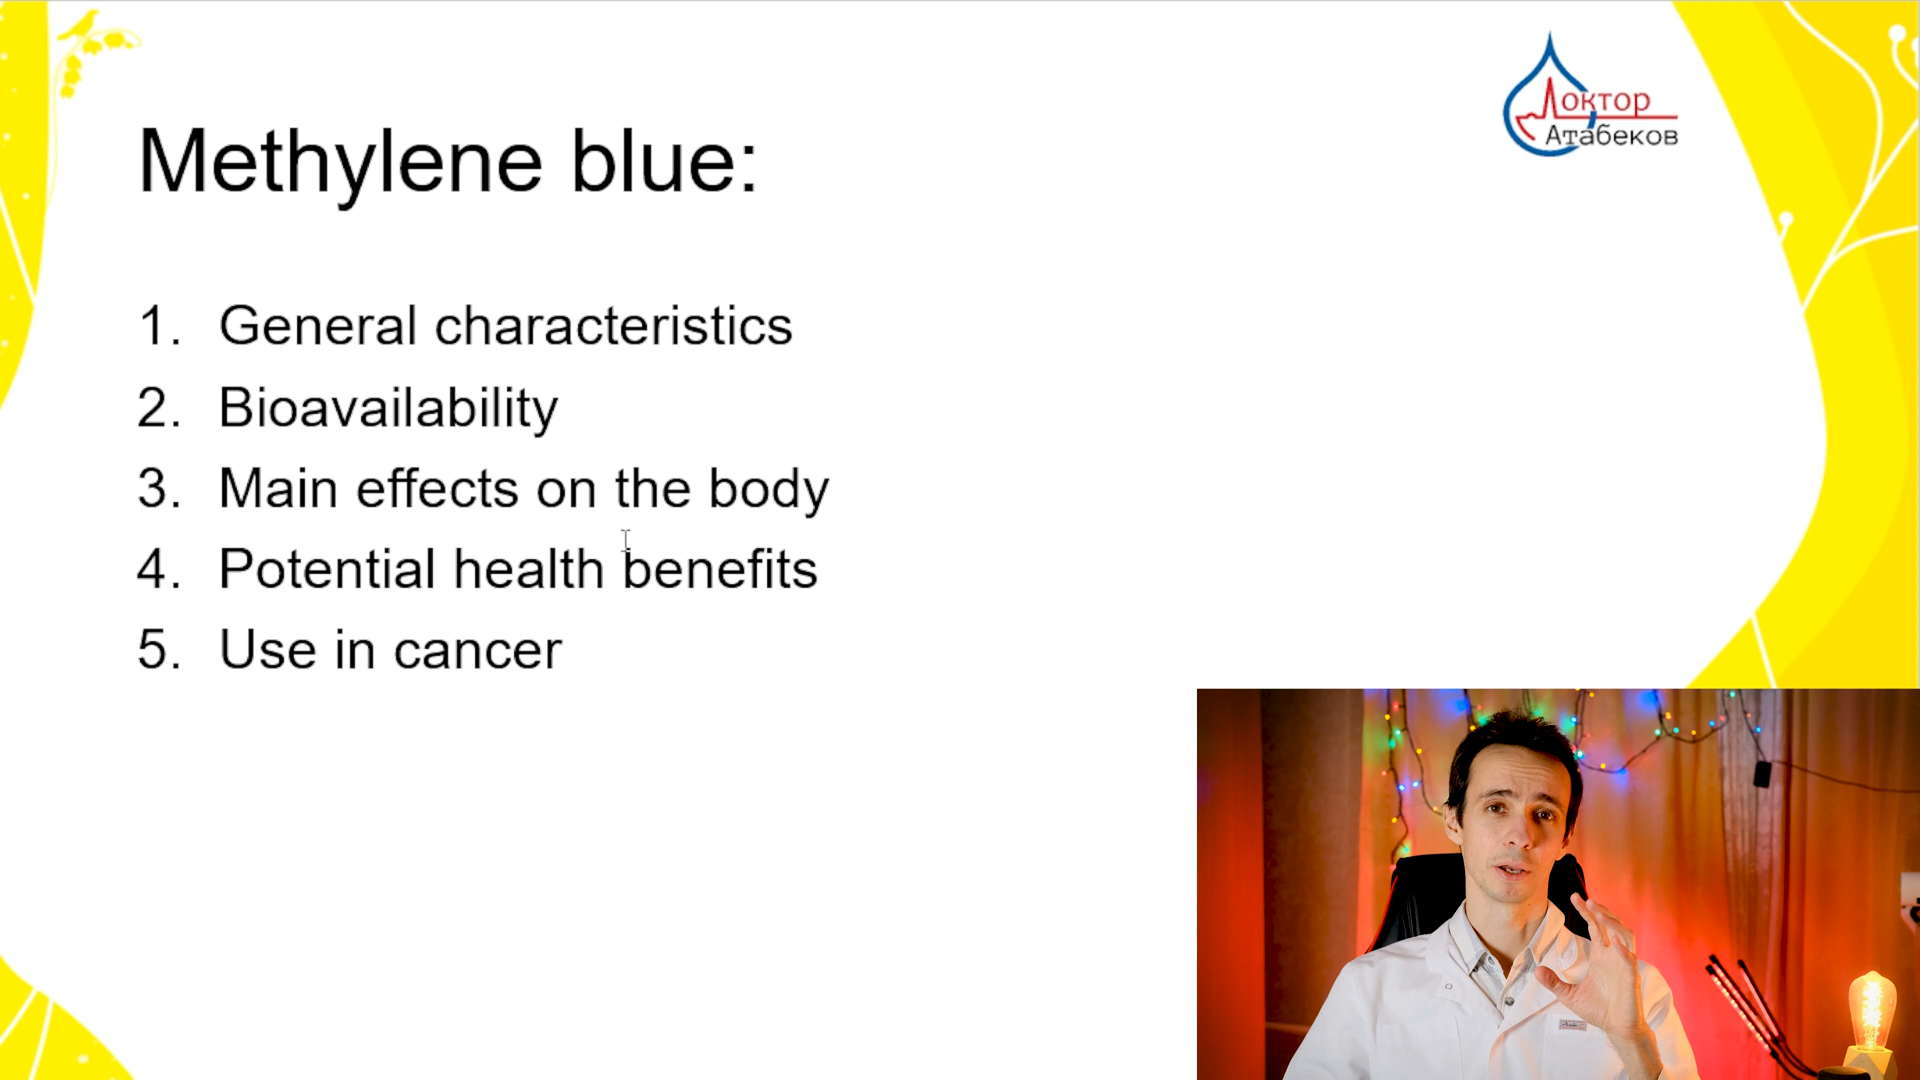 Доктор
Атабеков
Methylene blue:
1. General characteristics
2. Bioavailability
3. Main effects on the body
4. Potential health benefits
5. Use in cancer